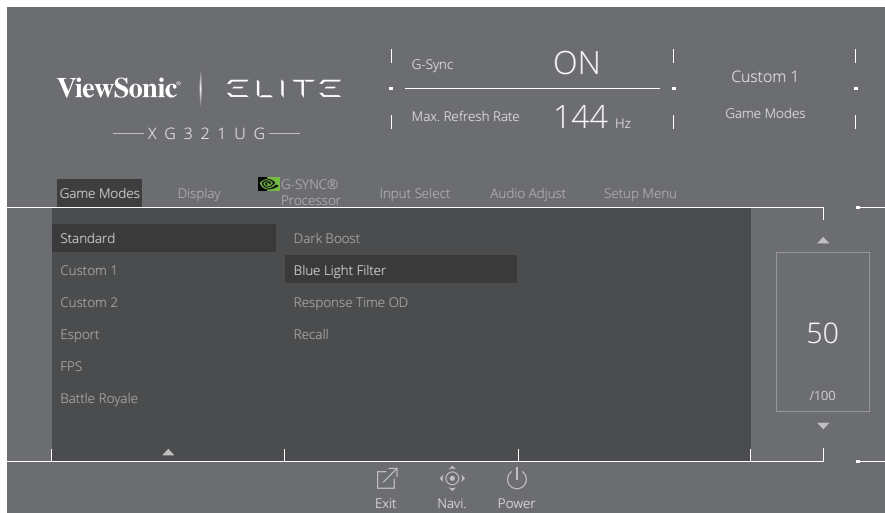 ViewSonic® ELITE
XG321UG
G-Sync ON
Max. Refresh Rate 144 Hz
Custom 1
Game Modes
Game Modes Display G-SYNC® Processor Input Select Audio Adjust Setup Menu
Standard
Custom 1
Custom 2
Esport
FPS
Battle Royale
Dark Boost
Blue Light Filter
Response Time OD
Recall
50
/100
Exit Navi. Power